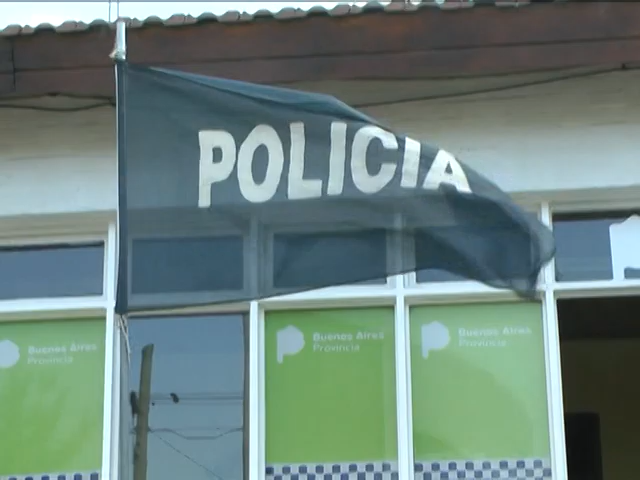 POLICIA
Buenos Aires
Provincia
Buenos Aires
Provincia
Buenos Aires
Provincia